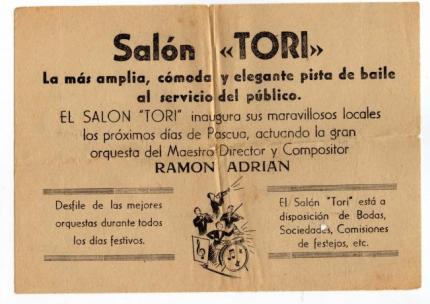 Salón «TORI»
La más amplia, cómoda y elegante pista de baile
al servicio del público.
EL SALON "TORI" inaugura sus maravillosos locales
los próximos días de Pascua, actuando la gran
orquesta del Maestro Director y Compositor
RAMON ADRIAN
Desfile de las mejores
orquestas durante todos
los días festivos.
El Salón "Tori" está a
disposición de Bodas,
Sociedades, Comisiones
de festejos, etc.